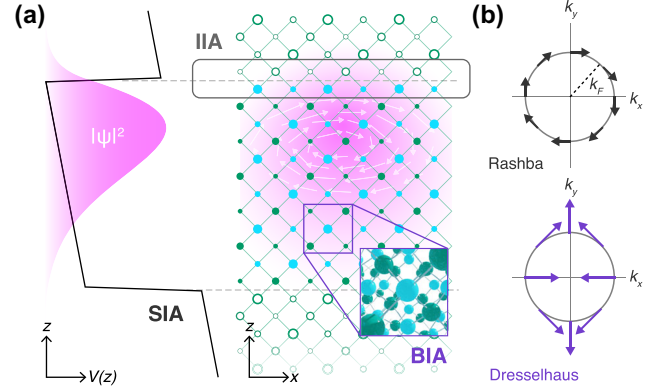 (a)
IIA
|ψ|²
SIA
z
V(z)
z
x
BIA
(b)
k_y
k_F
k_x
Rashba
k_y
k_x
Dresselhaus